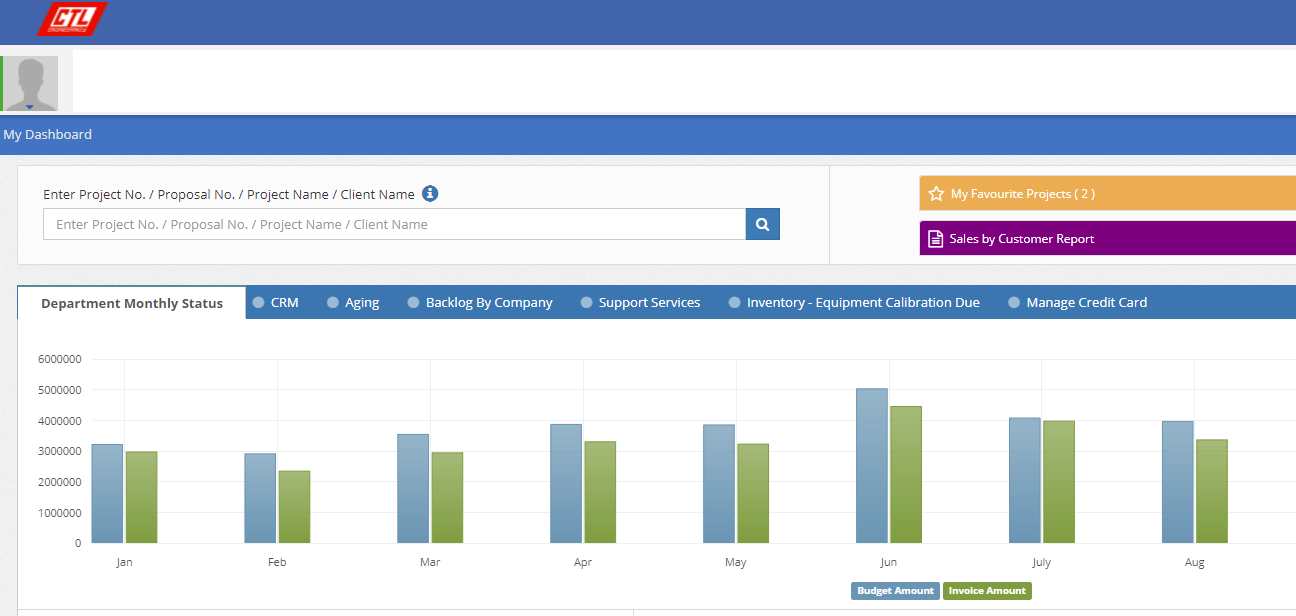 CTL
ENGINEERING
My Dashboard
Enter Project No. / Proposal No. / Project Name / Client Name
Enter Project No. / Proposal No. / Project Name / Client Name
My Favourite Projects ( 2 )
Sales by Customer Report
Department Monthly Status CRM Aging Backlog By Company Support Services Inventory - Equipment Calibration Due Manage Credit Card
6000000
5000000
4000000
3000000
2000000
1000000
0
Jan Feb Mar Apr May Jun July Aug
Budget Amount Invoice Amount